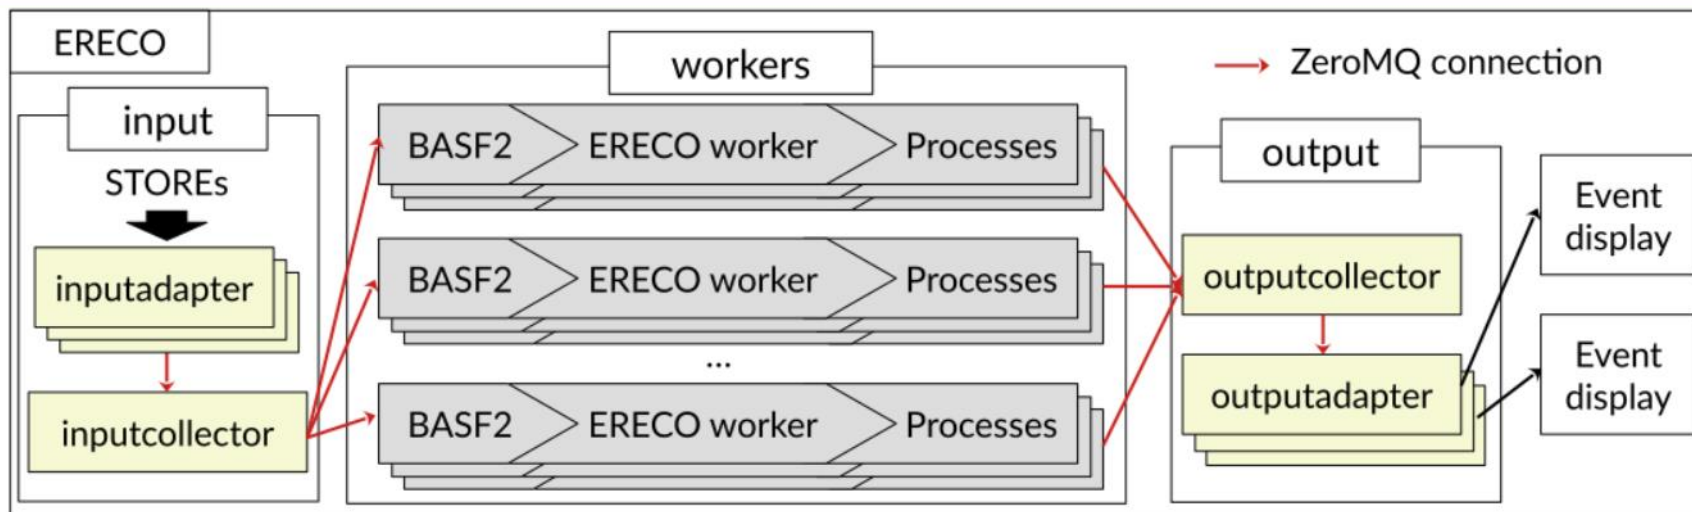 ERECO
input
STOREs
inputadapter
inputcollector
workers
BASF2 ERECO worker Processes
BASF2 ERECO worker Processes
...
BASF2 ERECO worker Processes
ZeroMQ connection
output
outputcollector
outputadapter
Event
display
Event
display